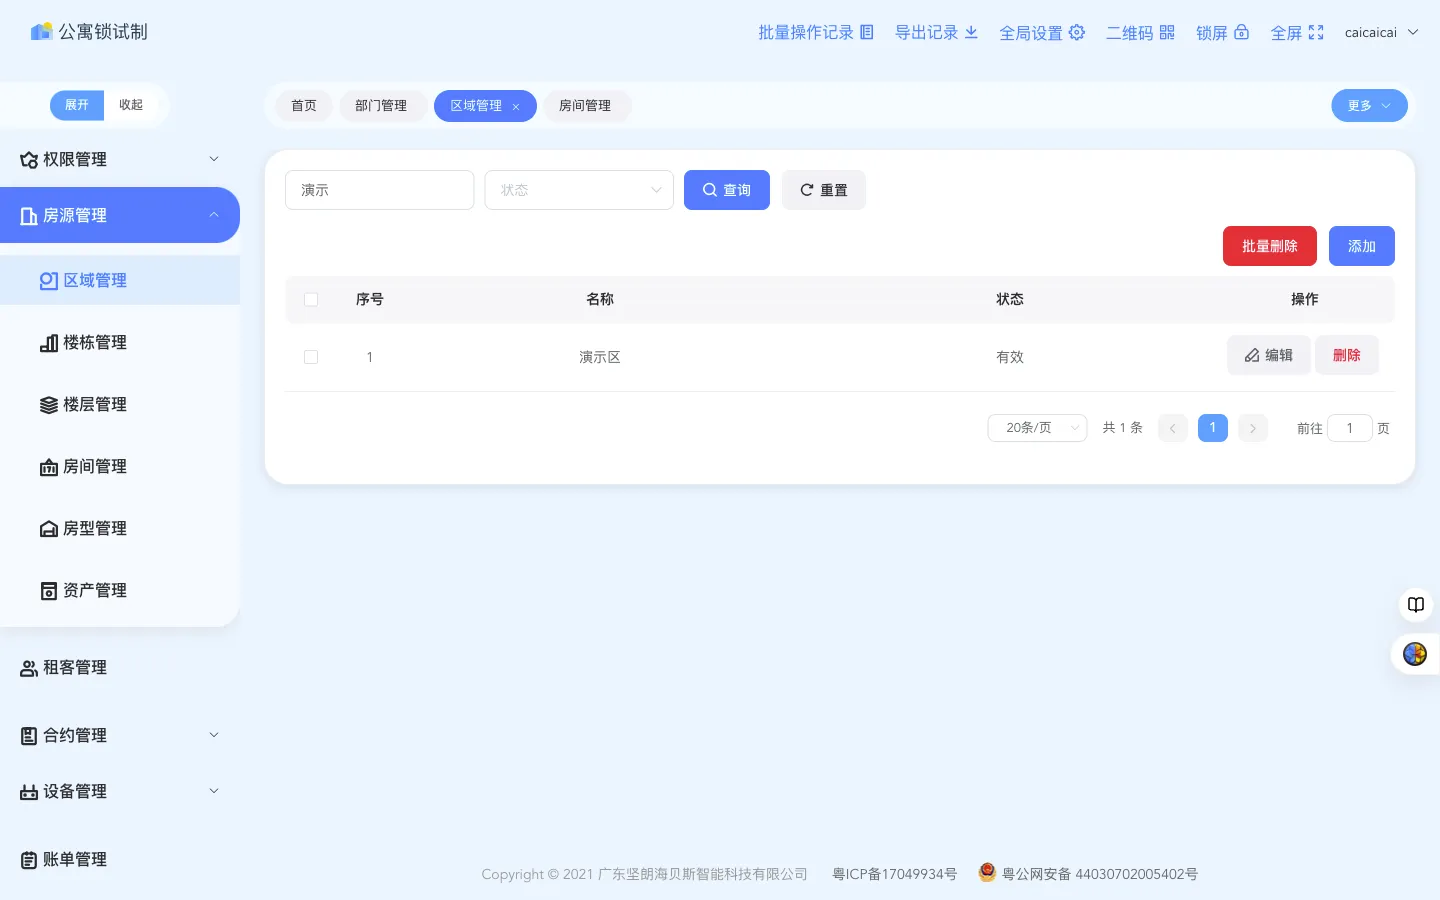 公寓锁试制
批量操作记录 导出记录 全局设置 二维码 锁屏 全屏 caicaicai
展开 收起
首页 部门管理 区域管理 × 房间管理 更多
权限管理
房源管理
区域管理
楼栋管理
楼层管理
房间管理
房型管理
资产管理
租客管理
合约管理
设备管理
账单管理
演示 状态 查询 重置
批量删除 添加
序号 名称 状态 操作
1 演示区 有效 编辑 删除
20条/页 共 1 条 1 前往 1 页
Copyright © 2021 广东坚朗海贝斯智能科技有限公司 粤ICP备17049934号 粤公网安备 44030702005402号